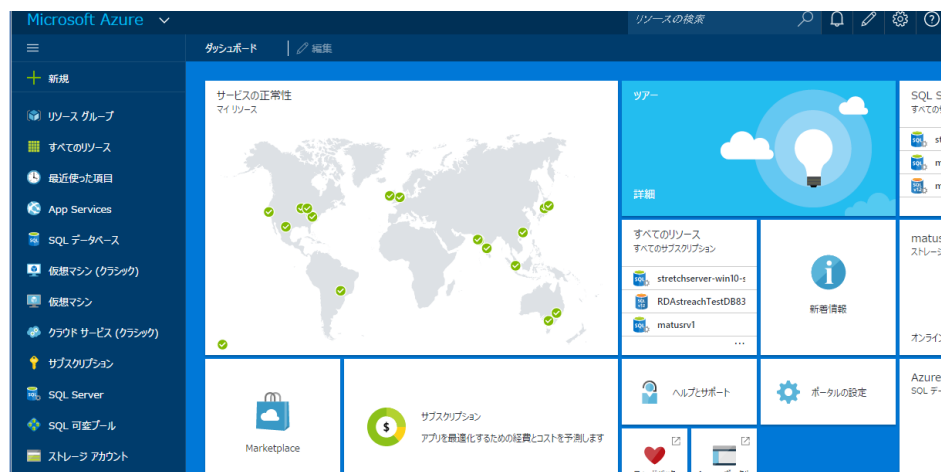 Microsoft Azure
リソースの検索
ダッシュボード
編集
新規
リソース グループ
すべてのリソース
最近使った項目
App Services
SQL データベース
仮想マシン (クラシック)
仮想マシン
クラウド サービス (クラシック)
サブスクリプション
SQL Server
SQL 可変プール
ストレージ アカウント
サービスの正常性
マイ リソース
ツアー
詳細
すべてのリソース
すべてのサブスクリプション
stretchserver-win10-s
RDAstreachTestDB83
matusrv1
...
新着情報
Marketplace
サブスクリプション
アプリを最適化するための経費とコストを予測します
ヘルプとサポート
ポータルの設定
SQL S
すべての
st
m
m
matus
ストレージ
オンライン
Azure
SQL デー